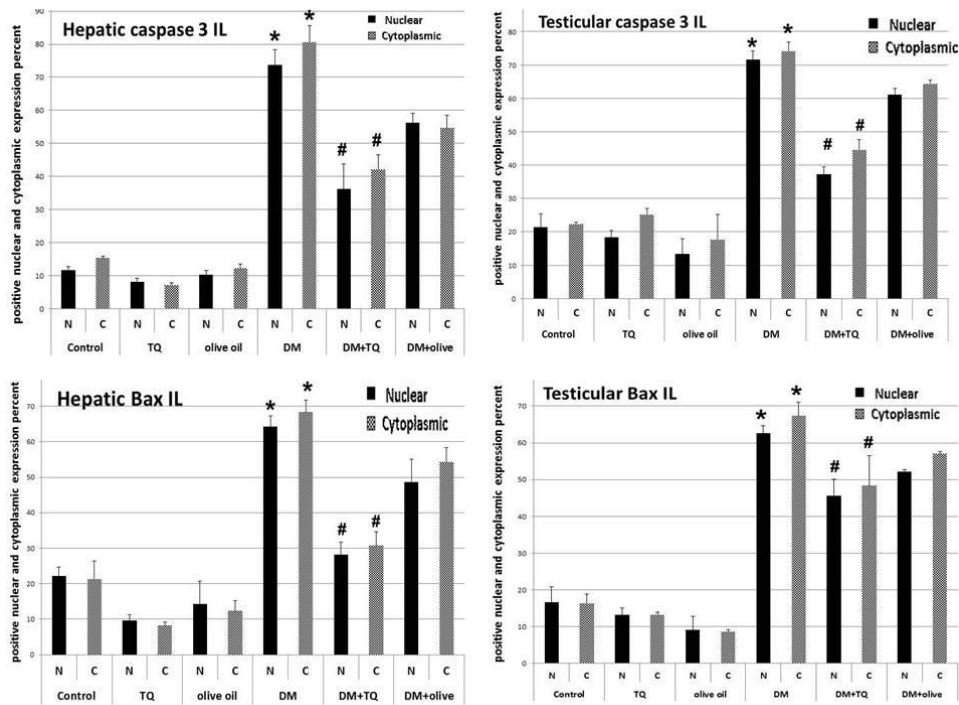 Hepatic caspase 3 IL
Nuclear
Cytoplasmic
positive nuclear and cytoplasmic expression percent
90
80
70
60
50
40
30
20
10
0
* *
# #
N C N C N C N C N C N C
Control TQ olive oil DM DM+TQ DM+olive
Testicular caspase 3 IL
Nuclear
Cytoplasmic
positive nuclear and cytoplasmic expression percent
80
70
60
50
40
30
20
10
0
* *
# #
N C N C N C N C N C N C
Control TQ olive oil DM DM+TQ DM+olive
Hepatic Bax IL
Nuclear
Cytoplasmic
positive nuclear and cytoplasmic expression percent
70
60
50
40
30
20
10
0
* *
# #
N C N C N C N C N C N C
Control TQ olive oil DM DM+TQ DM+olive
Testicular Bax IL
Nuclear
Cytoplasmic
positive nuclear and cytoplasmic expression percent
70
60
50
40
30
20
10
0
* *
# #
N C N C N C N C N C N C
Control TQ olive oil DM DM+TQ DM+olive